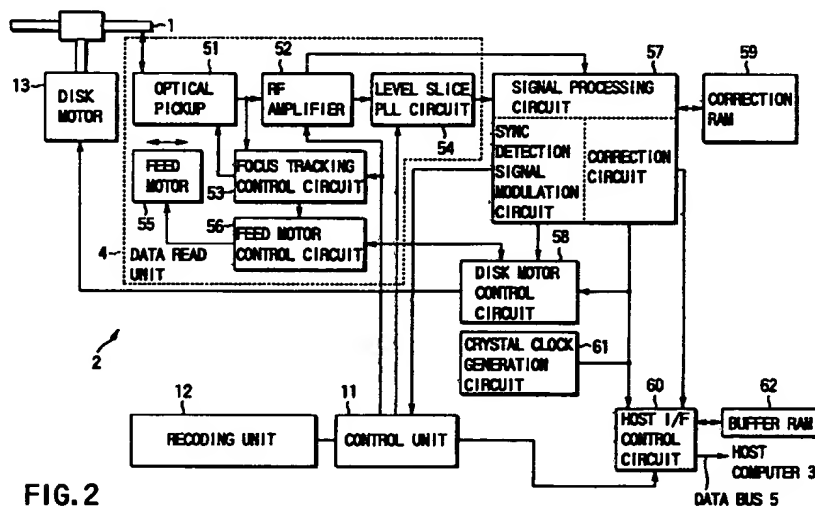 1
13
DISK
MOTOR
51
OPTICAL
PICKUP
52
RF
AMPLIFIER
LEVEL SLICE
PLL CIRCUIT
54
57
SIGNAL PROCESSING
CIRCUIT
SYNC
DETECTION
SIGNAL
MODULATION
CIRCUIT
CORRECTION
CIRCUIT
59
CORRECTION
RAM
FEED
MOTOR
55
FOCUS TRACKING
CONTROL CIRCUIT
53
56
FEED MOTOR
CONTROL CIRCUIT
4
DATA READ
UNIT
58
DISK MOTOR
CONTROL
CIRCUIT
CRYSTAL CLOCK
GENERATION
CIRCUIT
61
2
12
RECODING UNIT
11
CONTROL UNIT
60
HOST I/F
CONTROL
CIRCUIT
62
BUFFER RAM
HOST
COMPUTER 3
DATA BUS 5
FIG.2